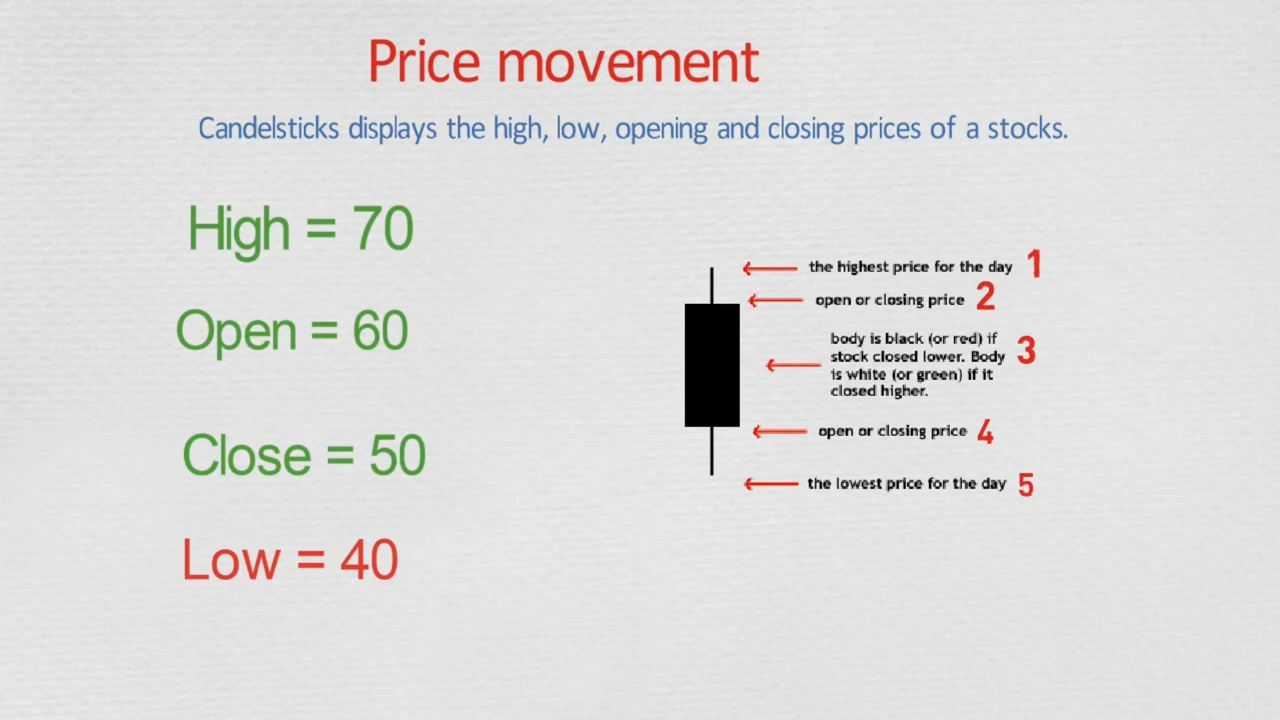 Price movement
Candelsticks displays the high, low, opening and closing prices of a stocks.
High = 70
Open = 60
Close = 50
Low = 40
the highest price for the day 1
open or closing price 2
body is black (or red) if
stock closed lower. Body 3
is white (or green) if it
closed higher.
open or closing price 4
the lowest price for the day 5